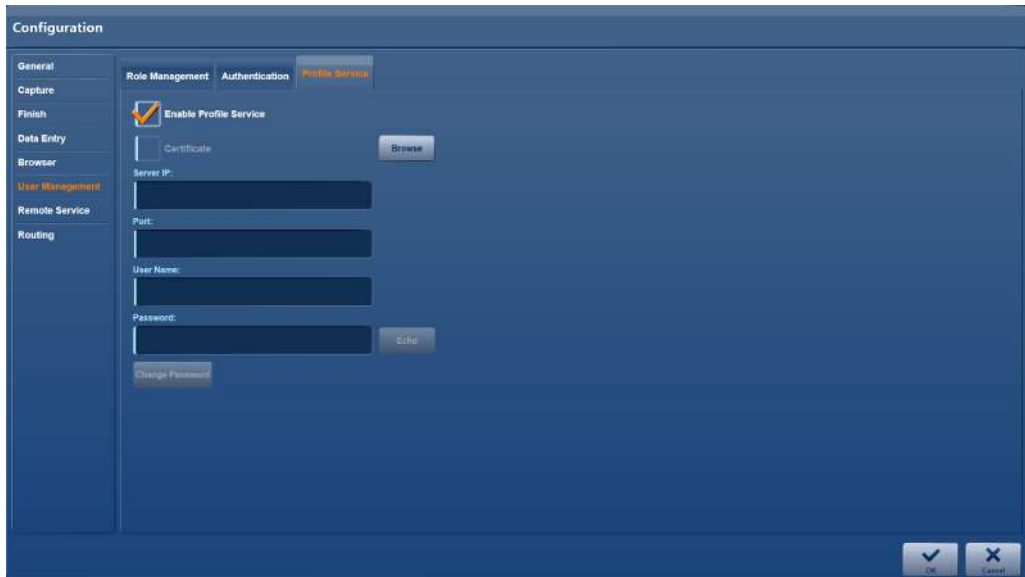 Configuration
General
Capture
Finish
Data Entry
Browser
User Management
Remote Service
Routing
Role Management Authentication Profile Service
Enable Profile Service
Certificate Browse
Server IP:
Port:
User Name:
Password:
Echo
Change Password
OK Cancel